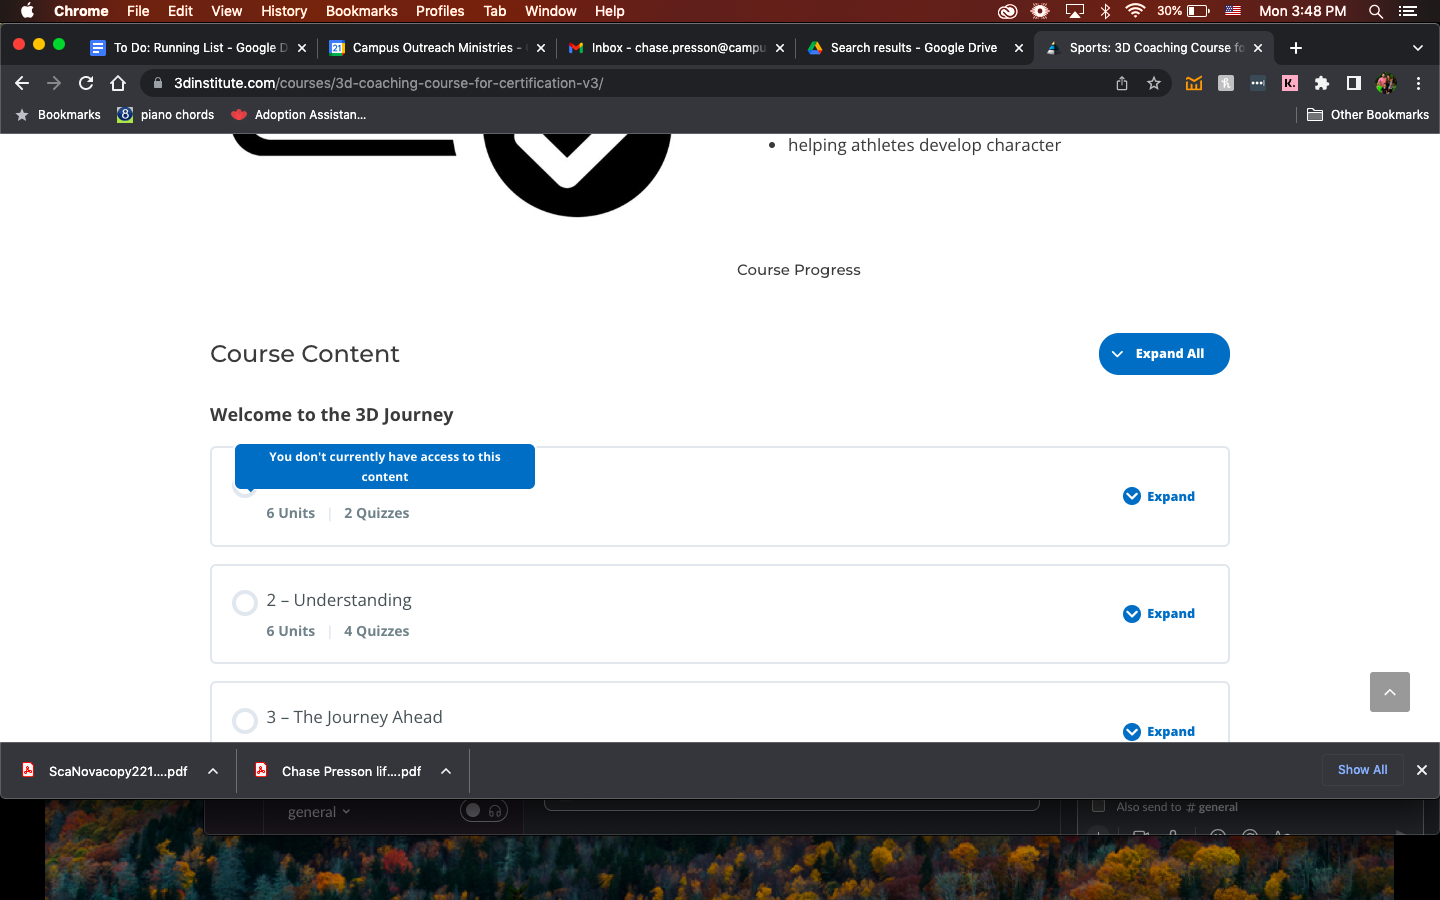 Chrome File Edit View History Bookmarks Profiles Tab Window Help 30% Mon 3:48 PM
To Do: Running List - Google D 21 Campus Outreach Ministries - Inbox - chase.presson@campu Search results - Google Drive Sports: 3D Coaching Course fo
3dinstitute.com/courses/3d-coaching-course-for-certification-v3/ K.
Bookmarks 8 piano chords Adoption Assistan... Other Bookmarks
• helping athletes develop character
Course Progress
Course Content
Expand All
Welcome to the 3D Journey
You don't currently have access to this
content
Expand
6 Units | 2 Quizzes
2 – Understanding
Expand
6 Units | 4 Quizzes
3 – The Journey Ahead
Expand
ScaNovacopy221....pdf Chase Presson lif....pdf Show All
general
Also send to # general